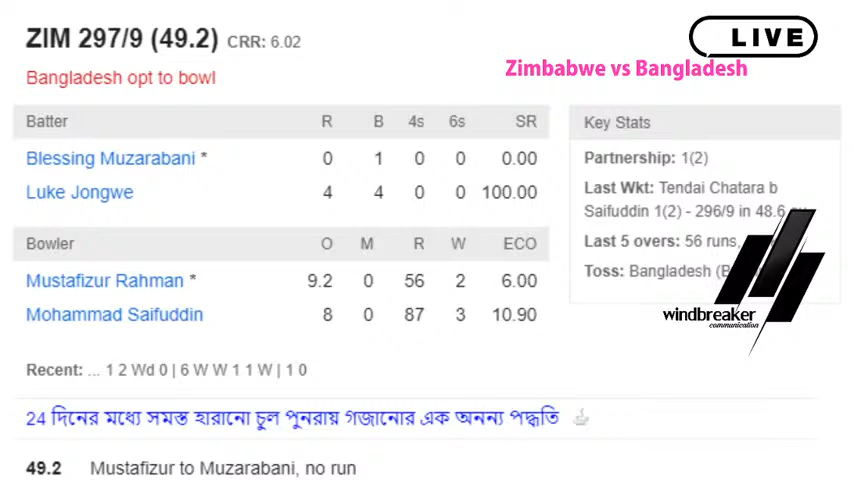 ZIM 297/9 (49.2) CRR: 6.02
LIVE
Bangladesh opt to bowl
Zimbabwe vs Bangladesh
Batter R B 4s 6s SR
Blessing Muzarabani * 0 1 0 0 0.00
Luke Jongwe 4 4 0 0 100.00
Key Stats
Partnership: 1(2)
Last Wkt: Tendai Chatara b
Saifuddin 1(2) - 296/9 in 48.6
Last 5 overs: 56 runs,
Toss: Bangladesh (B
Bowler O M R W ECO
Mustafizur Rahman * 9.2 0 56 2 6.00
Mohammad Saifuddin 8 0 87 3 10.90
windbreaker
communication
Recent: ... 1 2 Wd 0 | 6 W W 1 1 W | 1 0
24 দিনের মধ্যে সমস্ত হারানো চুল পুনরায় গজানোর এক অনন্য পদ্ধতি
49.2 Mustafizur to Muzarabani, no run